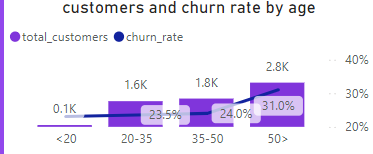 customers and churn rate by age
total_customers churn_rate
2.8K 40%
1.6K 1.8K
0.1K 23.5% 24.0% 31.0% 30%
20%
<20 20-35 35-50 50>